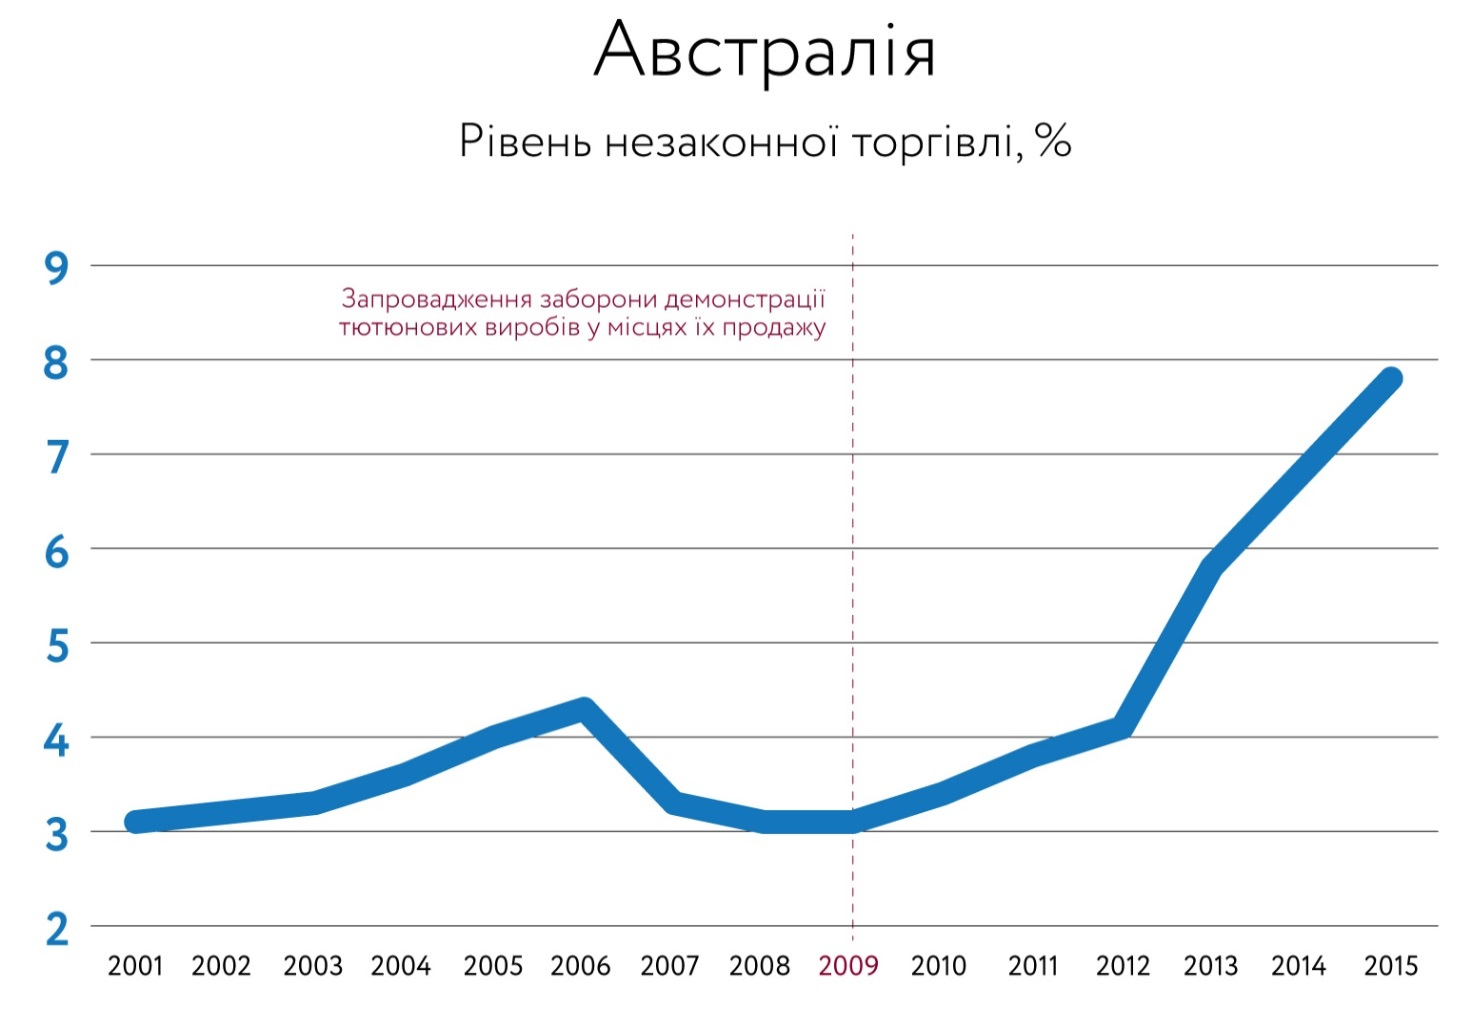 Австралія
Рівень незаконної торгівлі, %
9
Запровадження заборони демонстрації
тютюнових виробів у місцях їх продажу
8
7
6
5
4
3
2
2001 2002 2003 2004 2005 2006 2007 2008 2009 2010 2011 2012 2013 2014 2015